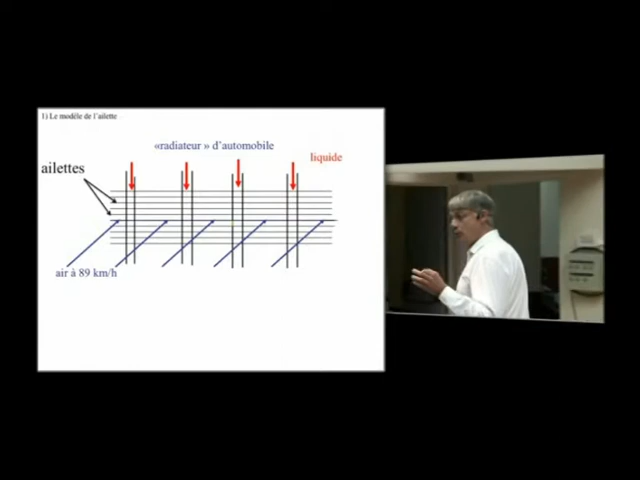 1) Le modèle de l'ailette
«radiateur » d'automobile
liquide
ailettes
air à 89 km/h